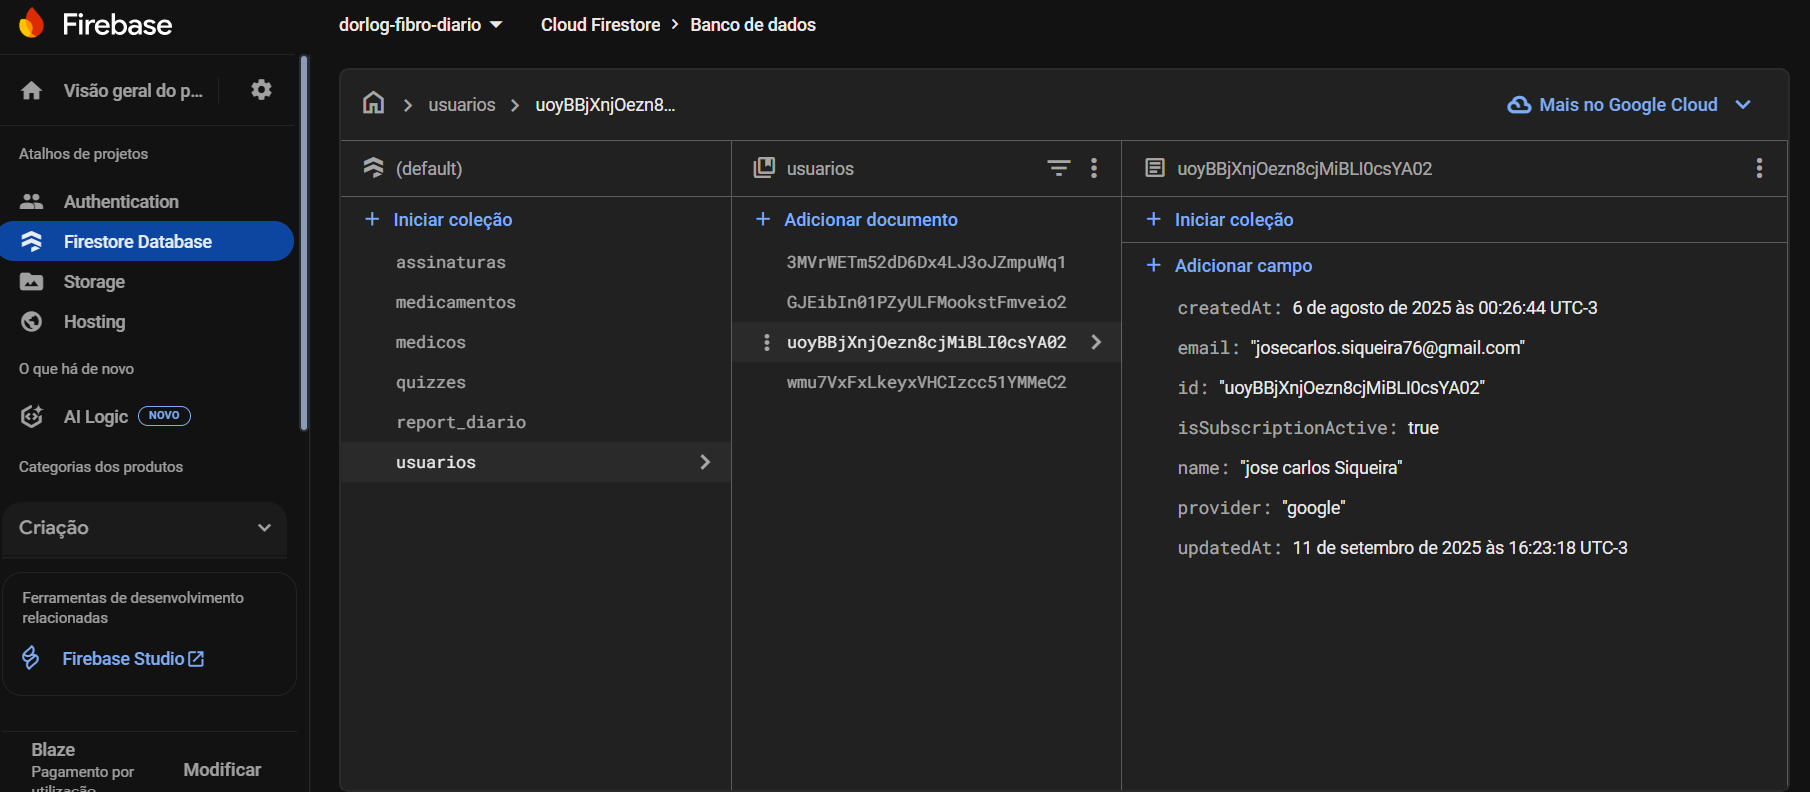 Firebase
dorlog-fibro-diario
Cloud Firestore > Banco de dados
Visão geral do p...
Atalhos de projetos
Authentication
Firestore Database
Storage
Hosting
O que há de novo
AI Logic NOVO
Categorias dos produtos
Criação
Ferramentas de desenvolvimento
relacionadas
Firebase Studio
Blaze
Pagamento por
utilização
Modificar
usuarios > uoyBBjXnjOezn8...
Mais no Google Cloud
(default)
+ Iniciar coleção
assinaturas
medicamentos
medicos
quizzes
report_diario
usuarios
usuarios
+ Adicionar documento
3MVrWETm52dD6Dx4LJ3oJZmpuWq1
GJEibIn01PZyULFMookstFmveio2
uoyBBjXnjOezn8cjMiBLI0csYA02
wmu7VxFxLkeyxVHCIzcc51YMMeC2
uoyBBjXnjOezn8cjMiBLI0csYA02
+ Iniciar coleção
+ Adicionar campo
createdAt: 6 de agosto de 2025 às 00:26:44 UTC-3
email: "josecarlos.siqueira76@gmail.com"
id: "uoyBBjXnjOezn8cjMiBLI0csYA02"
isSubscriptionActive: true
name: "jose carlos Siqueira"
provider: "google"
updatedAt: 11 de setembro de 2025 às 16:23:18 UTC-3